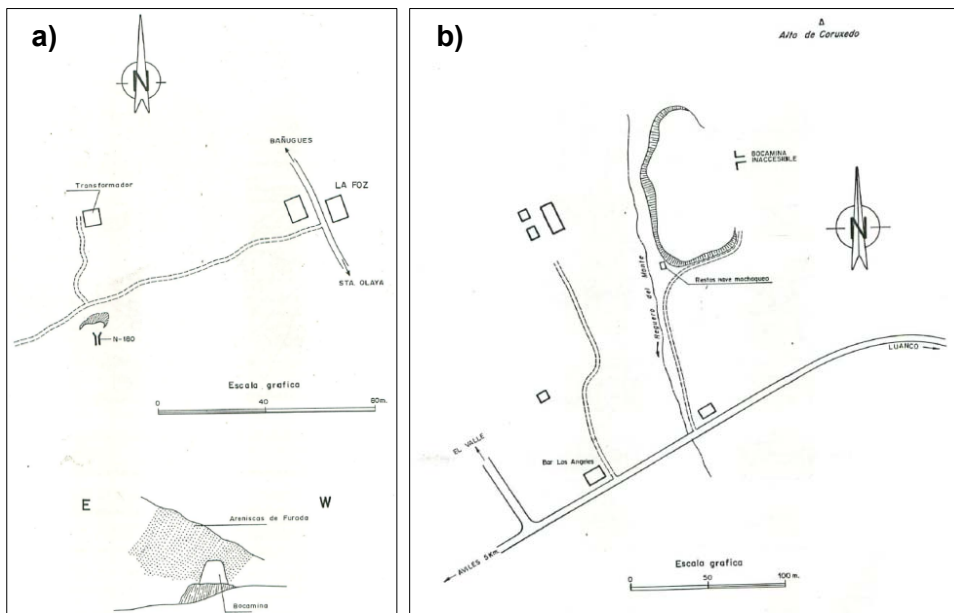 a)
N
BAÑUGUES
Transformador
LA FOZ
STA. OLAYA
N-180
Escala grafica
0 40 80m.
E W
Areniscas de Furada
Bocamina
b)
Alto de Coruxedo
BOCAMINA
INACCESIBLE
N
Restos nave machaqueo
Reguero del Monte
LUANCO
EL VALLE
Bar Los Angeles
AVILES 5Km.
Escala grafica
0 50 100 m.